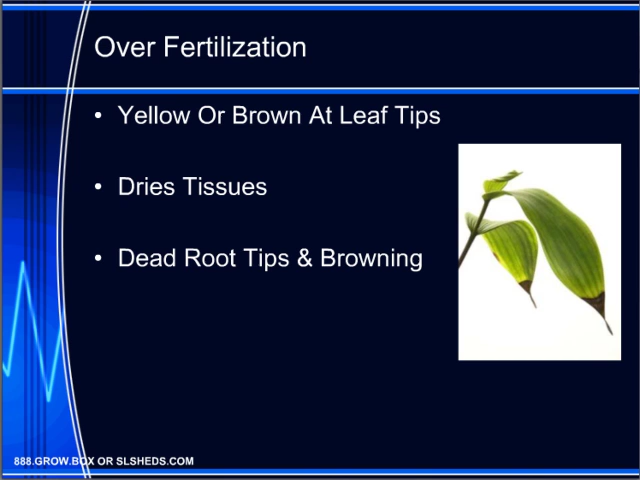 Over Fertilization
• Yellow Or Brown At Leaf Tips
• Dries Tissues
• Dead Root Tips & Browning
888.GROW.BOX OR SLSHEDS.COM